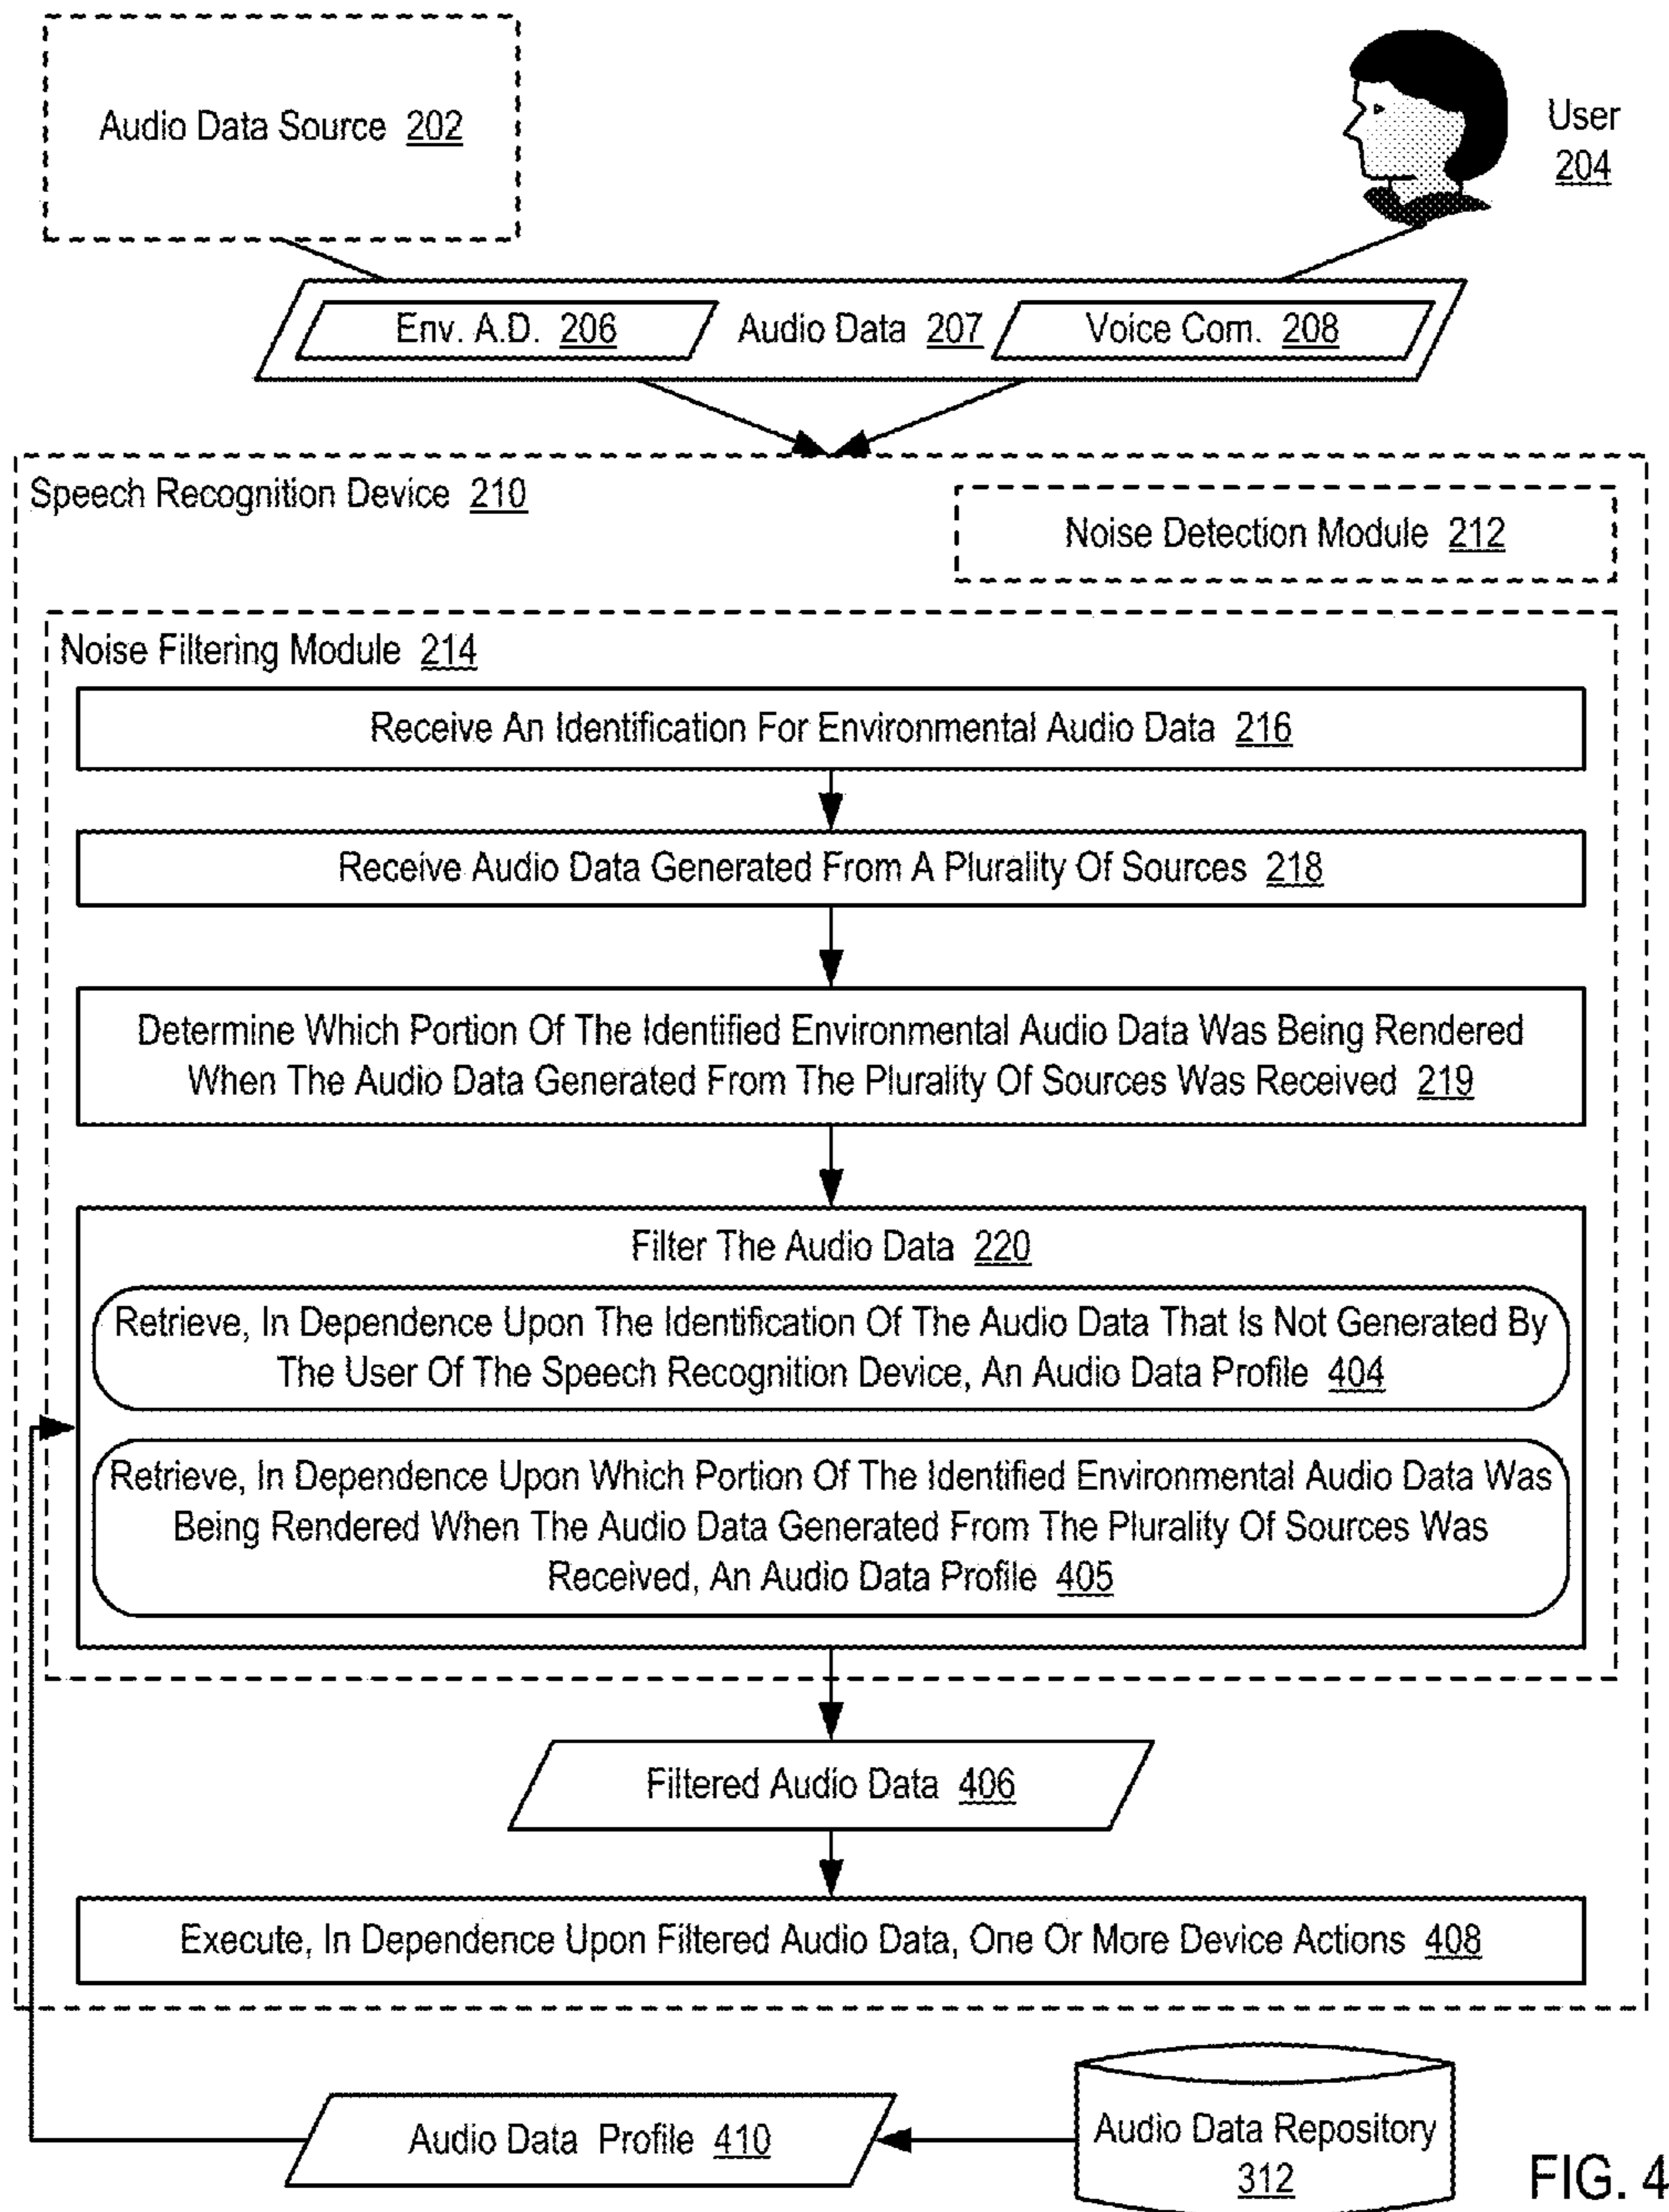 Audio Data Source 202
User
204
Env. A.D. 206
Audio Data 207
Voice Com. 208
Speech Recognition Device 210
Noise Detection Module 212
Noise Filtering Module 214
Receive An Identification For Environmental Audio Data 216
Receive Audio Data Generated From A Plurality Of Sources 218
Determine Which Portion Of The Identified Environmental Audio Data Was Being Rendered
When The Audio Data Generated From The Plurality Of Sources Was Received 219
Filter The Audio Data 220
Retrieve, In Dependence Upon The Identification Of The Audio Data That Is Not Generated By
The User Of The Speech Recognition Device, An Audio Data Profile 404
Retrieve, In Dependence Upon Which Portion Of The Identified Environmental Audio Data Was
Being Rendered When The Audio Data Generated From The Plurality Of Sources Was
Received, An Audio Data Profile 405
Filtered Audio Data 406
Execute, In Dependence Upon Filtered Audio Data, One Or More Device Actions 408
Audio Data Profile 410
Audio Data Repository
312
FIG. 4